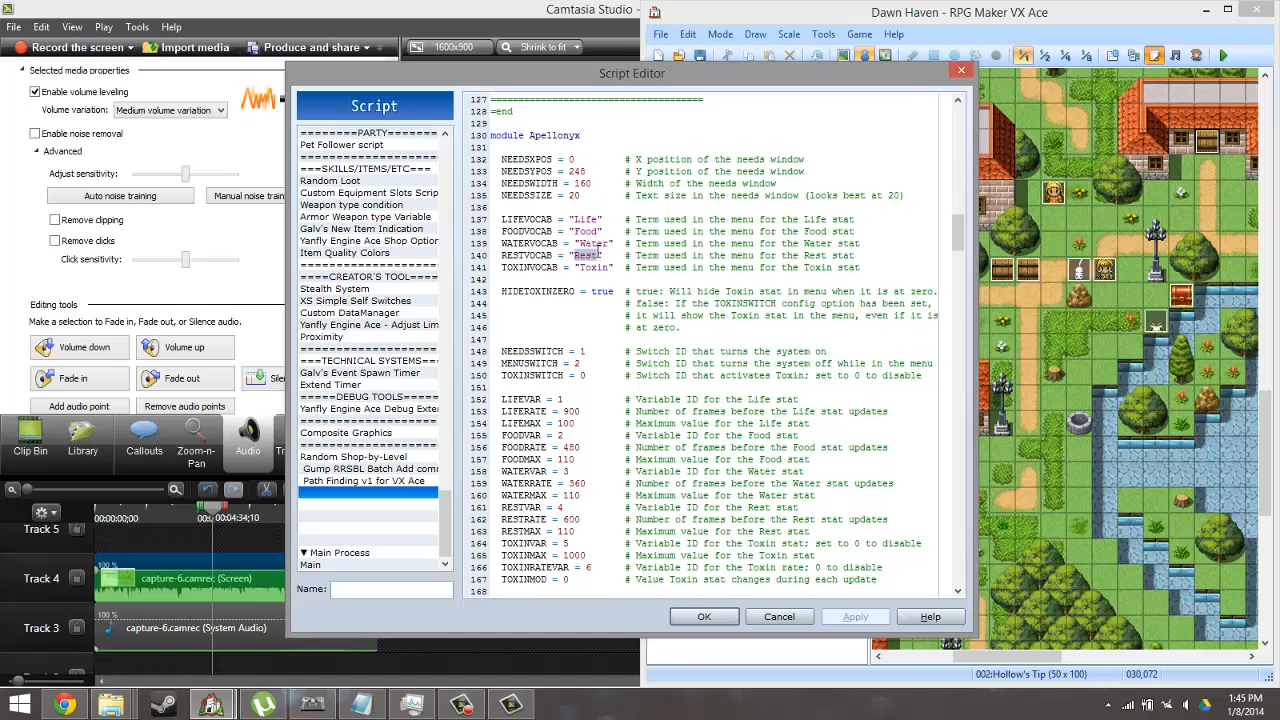 Camtasia Studio -
Dawn Haven - RPG Maker VX Ace
File Edit View Play Tools Help
File Edit Mode Draw Scale Tools Game Help
Record the screen Import media Produce and share 1600x900 Shrink to fit
Selected media properties
Enable volume leveling
Volume variation: Medium volume variation
Enable noise removal
Advanced
Adjust sensitivity:
Auto noise training Manual noise
Remove clipping
Remove clicks
Click sensitivity:
Editing tools
Make a selection to Fade in, Fade out, or Silence audio.
Volume down Volume up
Fade in Fade out
Add audio point Remove audio points
Clip Bin Library Callouts Zoom-n-Pan Audio
00:00:00;00 00:04:34;10
Track 5
100 %
Track 4 capture-6.camrec (Screen)
100 %
Track 3 capture-6.camrec (System Audio)
Script Editor
Script
========PARTY========
Pet Follower script
=====================
===SKILLS/ITEMS/ETC===
Random Loot
Custom Equipment Slots Scrip
Weapon type condition
Armor Weapon type Variable
Galv's New Item Indication
Yanfly Engine Ace Shop Option
Item Quality Colors
=====================
====CREATOR'S TOOL====
Stealth System
XS Simple Self Switches
Custom DataManager
Yanfly Engine Ace - Adjust Lim
Proximity
=====================
===TECHNICAL SYSTEMS===
Galv's Event Spawn Timer
Extend Timer
=====DEBUG TOOLS=====
Yanfly Engine Ace Debug Exter
=====================
Composite Graphics
=====================
Random Shop-by-Level
Gump RRSBL Batch Add com
Path Finding v1 for VX Ace
▼ Main Process
Main
Name:
127 ======================================
128 =end
129
130 module Apellonyx
131
132 NEEDSXPOS = 0 # X position of the needs window
133 NEEDSYPOS = 248 # Y position of the needs window
134 NEEDSWIDTH = 160 # Width of the needs window
135 NEEDSSIZE = 20 # Text size in the needs window (looks best at 20)
136
137 LIFEVOCAB = "Life" # Term used in the menu for the Life stat
138 FOODVOCAB = "Food" # Term used in the menu for the Food stat
139 WATERVOCAB = "Water" # Term used in the menu for the Water stat
140 RESTVOCAB = "Rest" # Term used in the menu for the Rest stat
141 TOXINVOCAB = "Toxin" # Term used in the menu for the Toxin stat
142
143 HIDETOXINZERO = true # true: Will hide Toxin stat in menu when it is at zero.
144 # false: If the TOXINSWITCH config option has been set,
145 # it will show the Toxin stat in the menu, even if it is
146 # at zero.
147
148 NEEDSSWITCH = 1 # Switch ID that turns the system on
149 MENUSWITCH = 2 # Switch ID that turns the system off while in the menu
150 TOXINSWITCH = 0 # Switch ID that activates Toxin; set to 0 to disable
151
152 LIFEVAR = 1 # Variable ID for the Life stat
153 LIFERATE = 900 # Number of frames before the Life stat updates
154 LIFEMAX = 100 # Maximum value for the Life stat
155 FOODVAR = 2 # Variable ID for the Food stat
156 FOODRATE = 480 # Number of frames before the Food stat updates
157 FOODMAX = 110 # Maximum value for the Food stat
158 WATERVAR = 3 # Variable ID for the Water stat
159 WATERRATE = 360 # Number of frames before the Water stat updates
160 WATERMAX = 110 # Maximum value for the Water stat
161 RESTVAR = 4 # Variable ID for the Rest stat
162 RESTRATE = 600 # Number of frames before the Rest stat updates
163 RESTMAX = 110 # Maximum value for the Rest stat
164 TOXINVAR = 5 # Variable ID for the Toxin stat; set to 0 to disable
165 TOXINMAX = 1000 # Maximum value for the Toxin stat
166 TOXINRATEVAR = 6 # Variable ID for the Toxin rate; 0 to disable
167 TOXINMOD = 0 # Value Toxin stat changes during each update
168
OK Cancel Apply Help
002:Hollow's Tip (50 x 100) 030,072
1:45 PM
1/8/2014